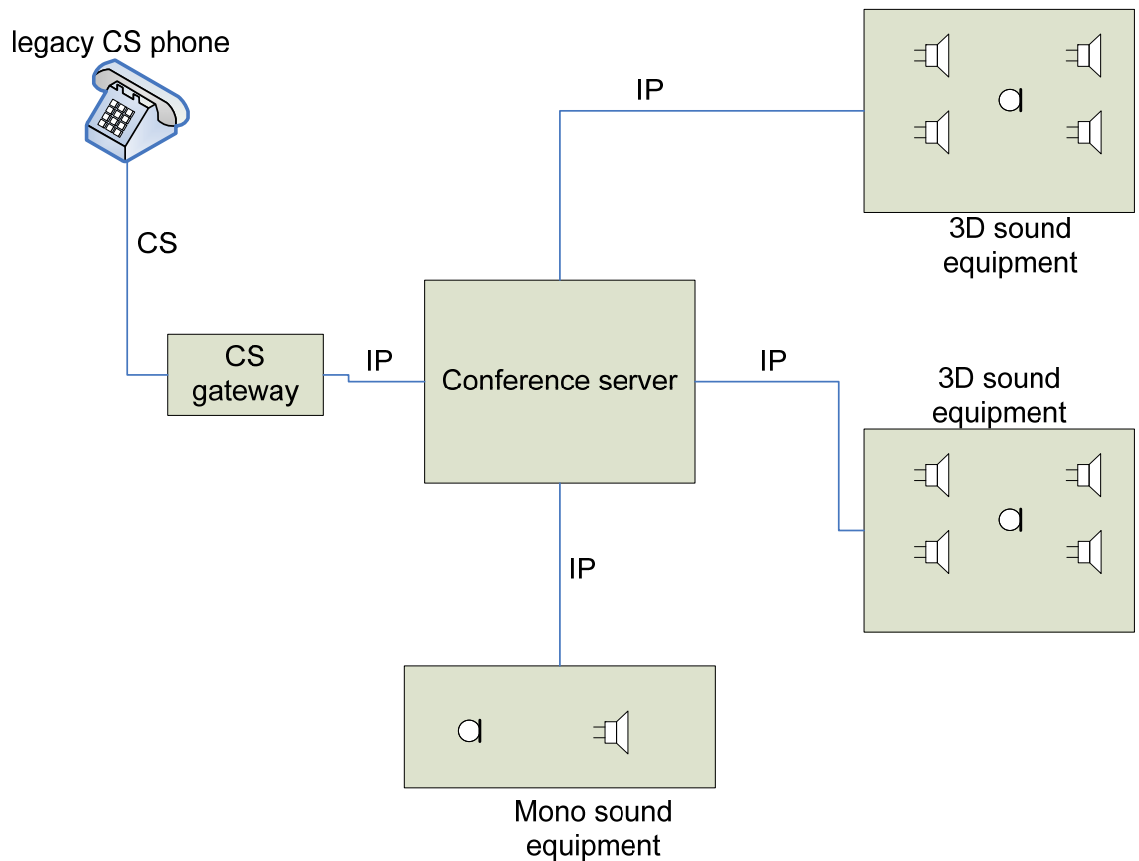 legacy CS phone
IP
3D sound
equipment
CS
CS
gateway
IP
Conference server
IP
3D sound
equipment
IP
Mono sound
equipment